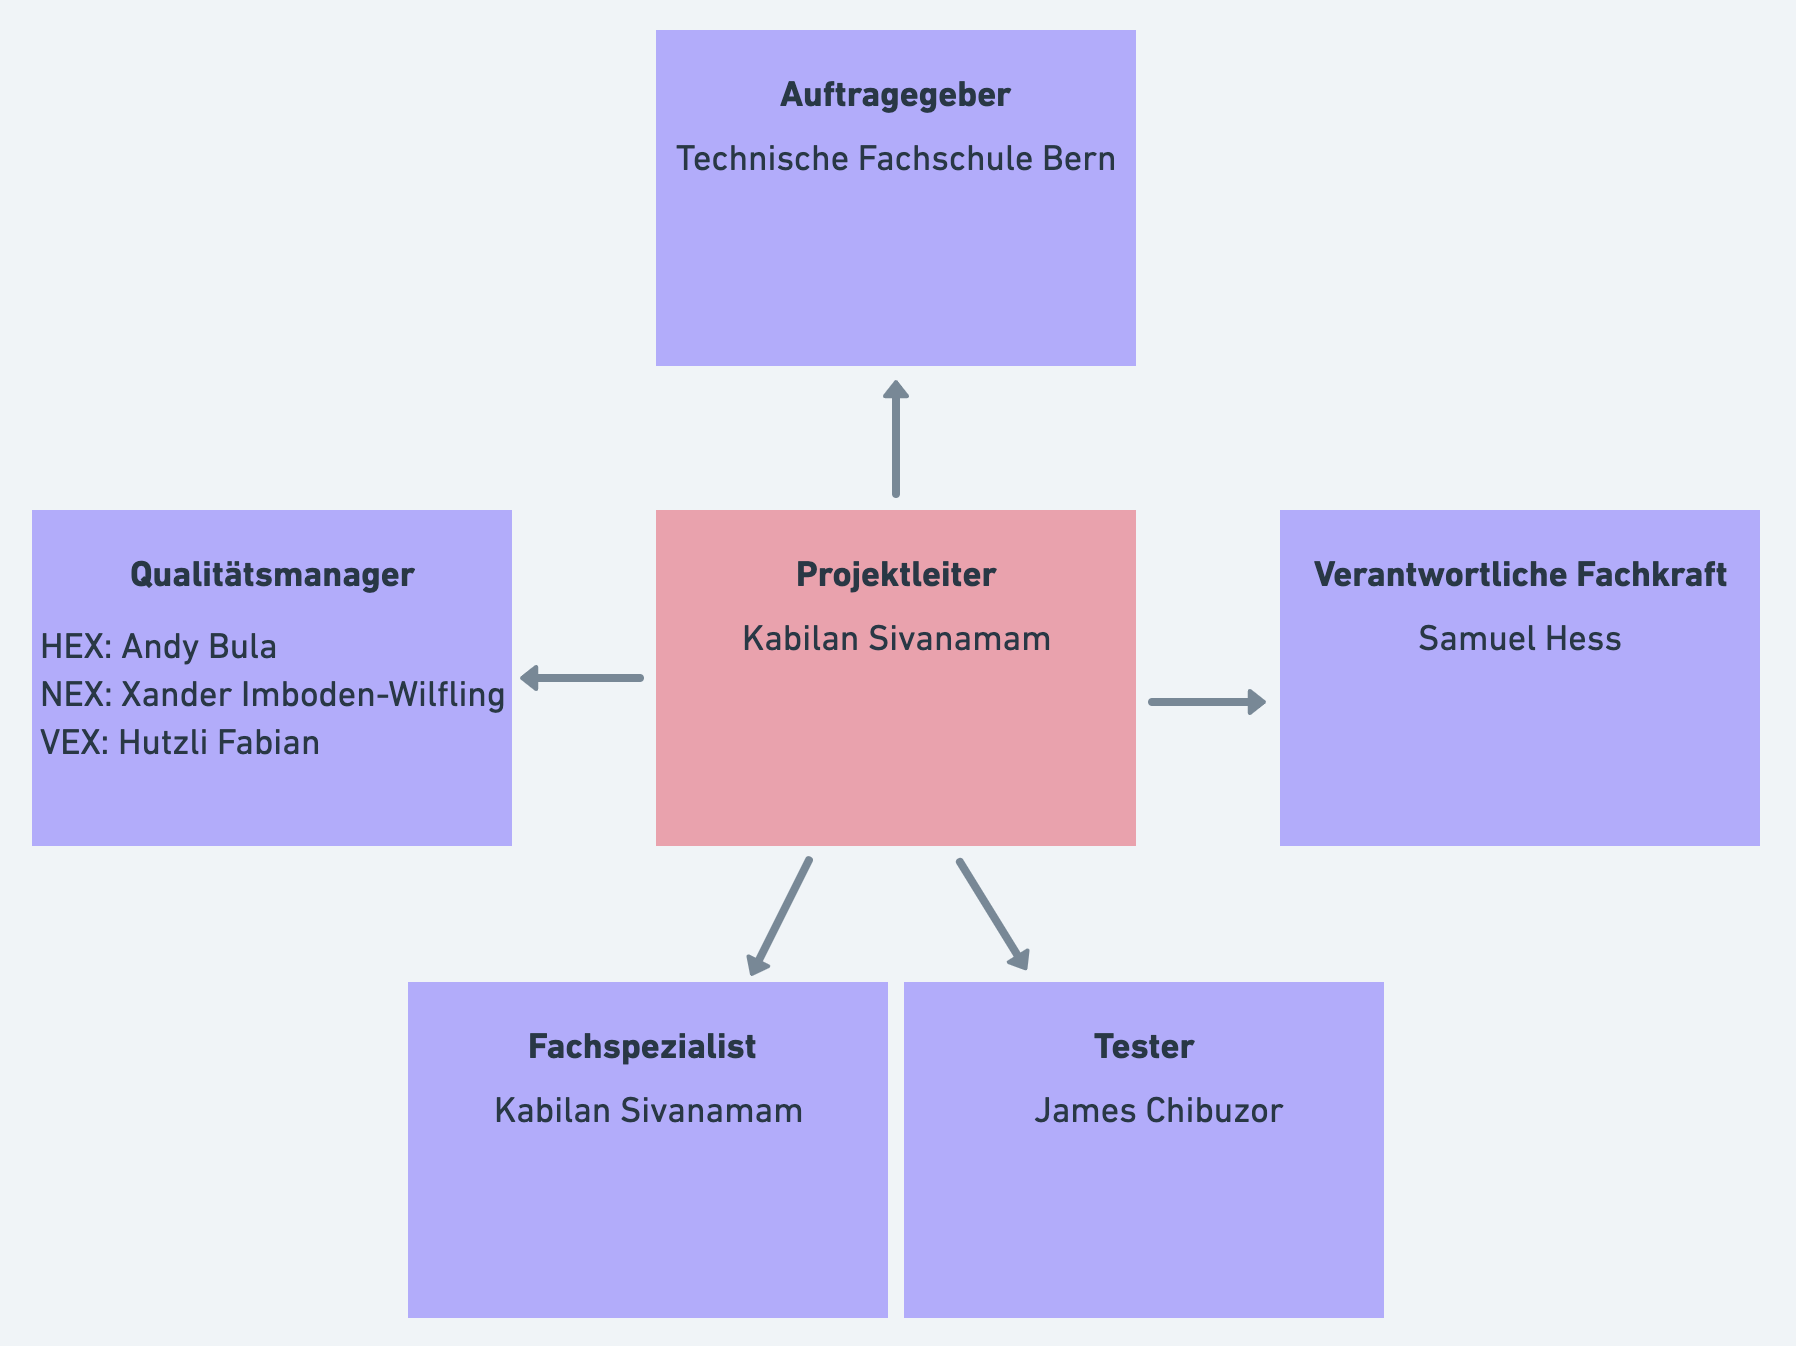 Auftragegeber
Technische Fachschule Bern
Qualitätsmanager
HEX: Andy Bula
NEX: Xander Imboden-Wilfling
VEX: Hutzli Fabian
Projektleiter
Kabilan Sivanamam
Verantwortliche Fachkraft
Samuel Hess
Fachspezialist
Kabilan Sivanamam
Tester
James Chibuzor